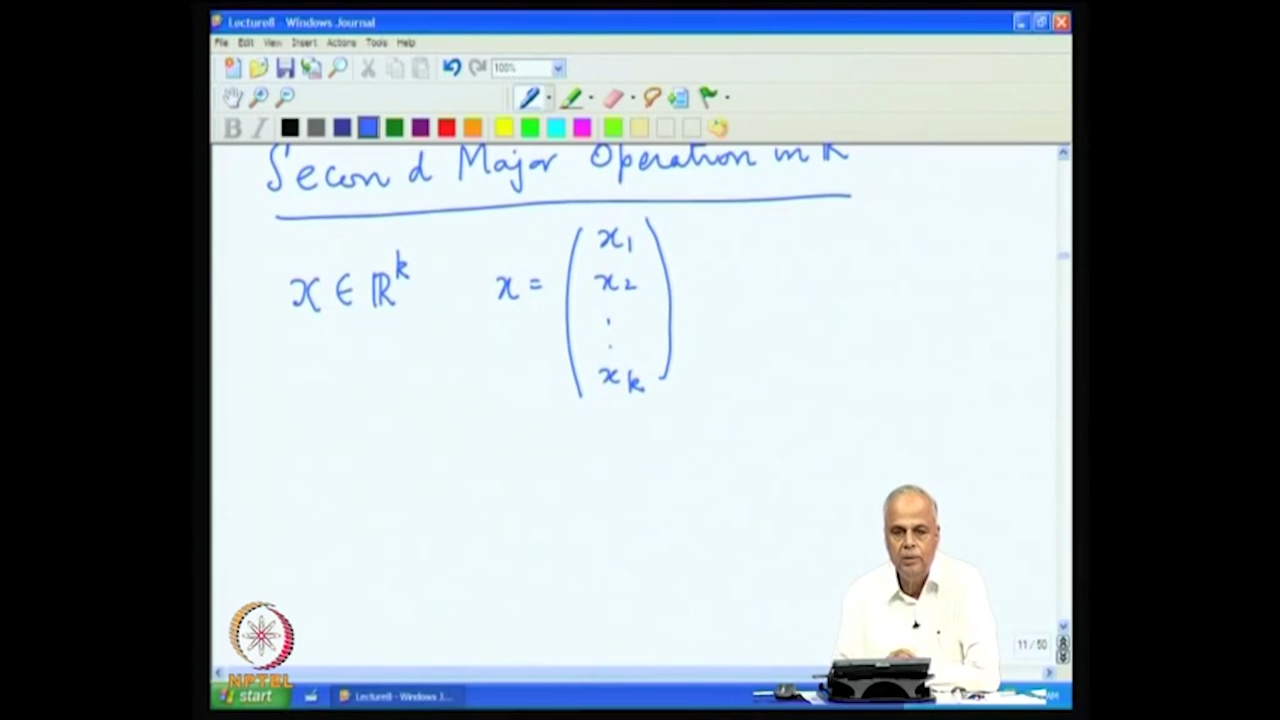 Lecture8 - Windows Journal
File Edit View Insert Actions Tools Help
100%
B I
Second Major Operation in R
x ∈ ℝ^k x = ( x₁
x₂
⋮
x_k )
11 / 50
NPTEL
start Lecture8 - Windows J... AM